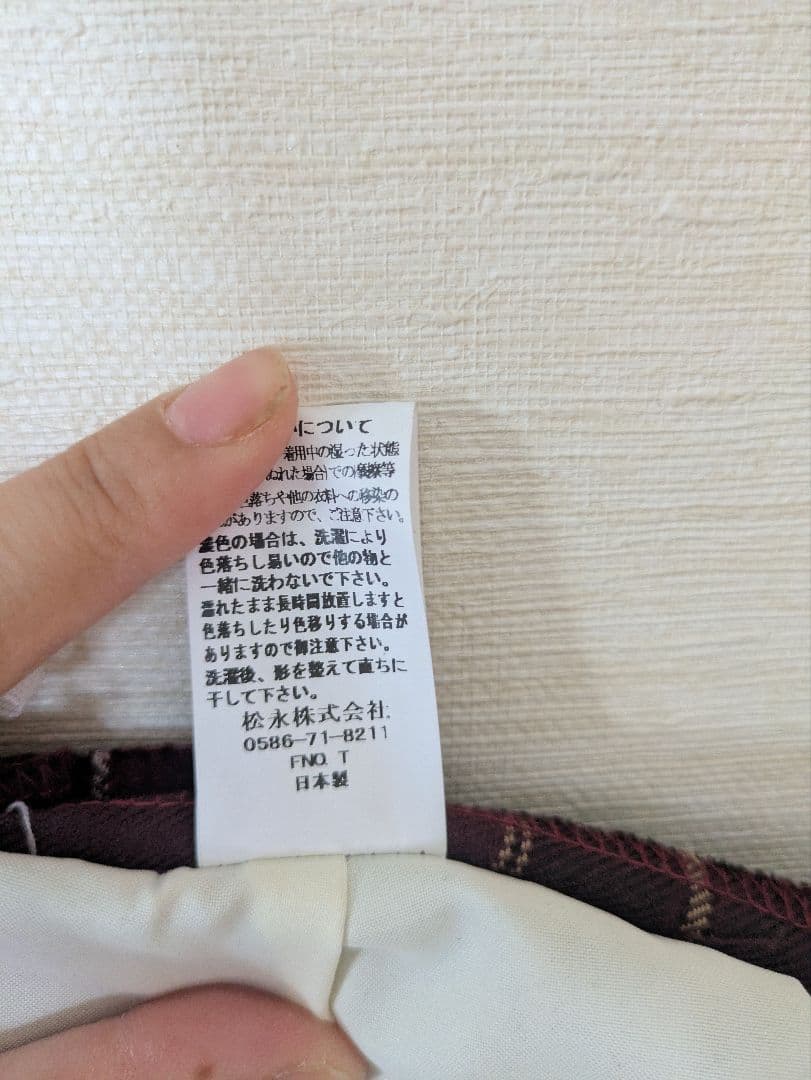 について
着用中の湿った状態
ぬれた場合での摩擦等
色落ちや他の衣料への移染の
がありますので、ご注意下さい。
色の場合は、洗濯により
色落ちし易いので他の物と
一緒に洗わないで下さい。
濡れたまま長時間放置しますと
色落ちしたり色移りする場合が
ありますので御注意下さい。
洗濯後、形を整えて直ちに
干して下さい。
松永株式会社
0586-71-8211
FNO. T
日本製